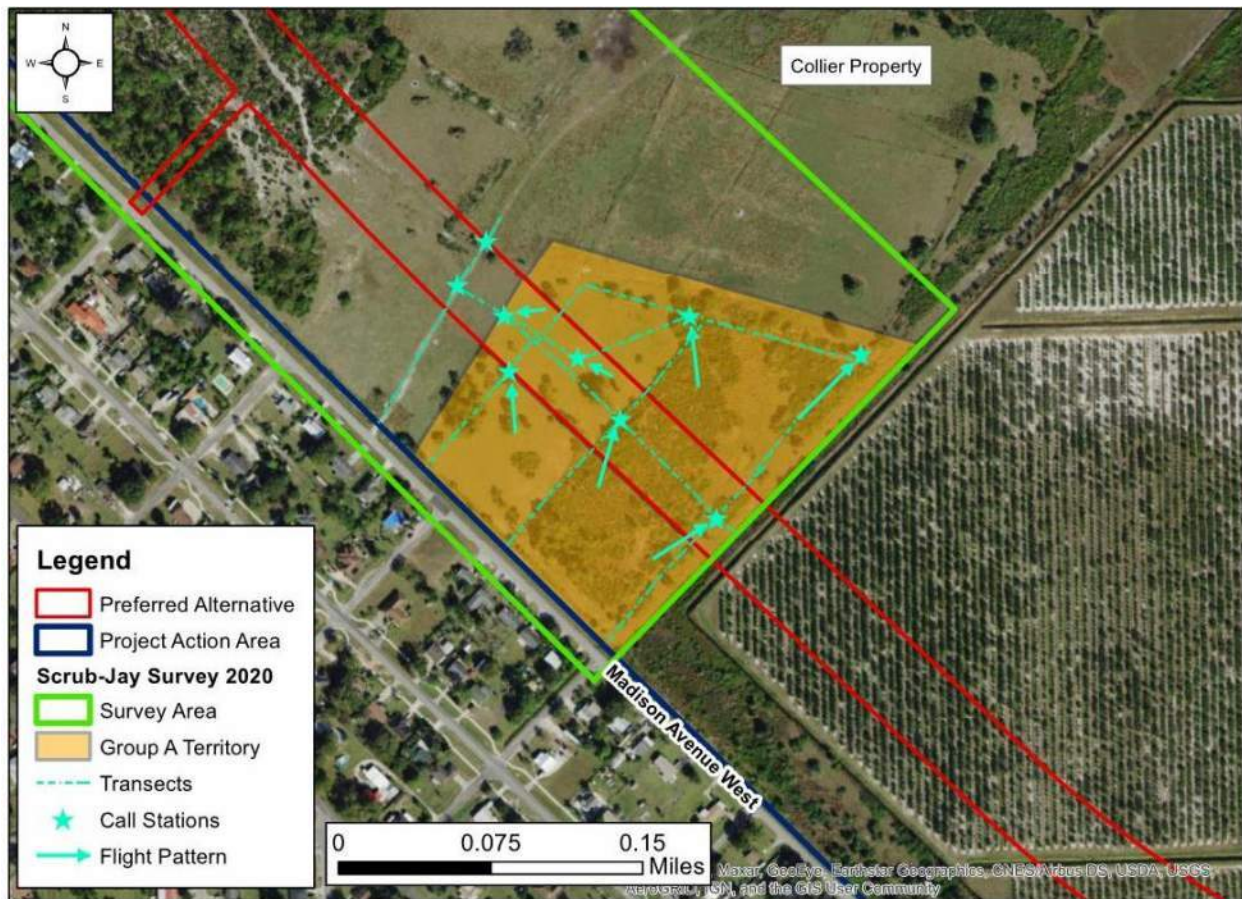 N
W E
S
Collier Property
Legend
Preferred Alternative
Project Action Area
Scrub-Jay Survey 2020
Survey Area
Group A Territory
Transects
Call Stations
Flight Pattern
Madison Avenue West
0 0.075 0.15
Miles
Maxar, GeoEye, Earthstar Geographics, CNES/Airbus DS, USDA, USGS,
AeroGRID, IGN, and the GIS User Community